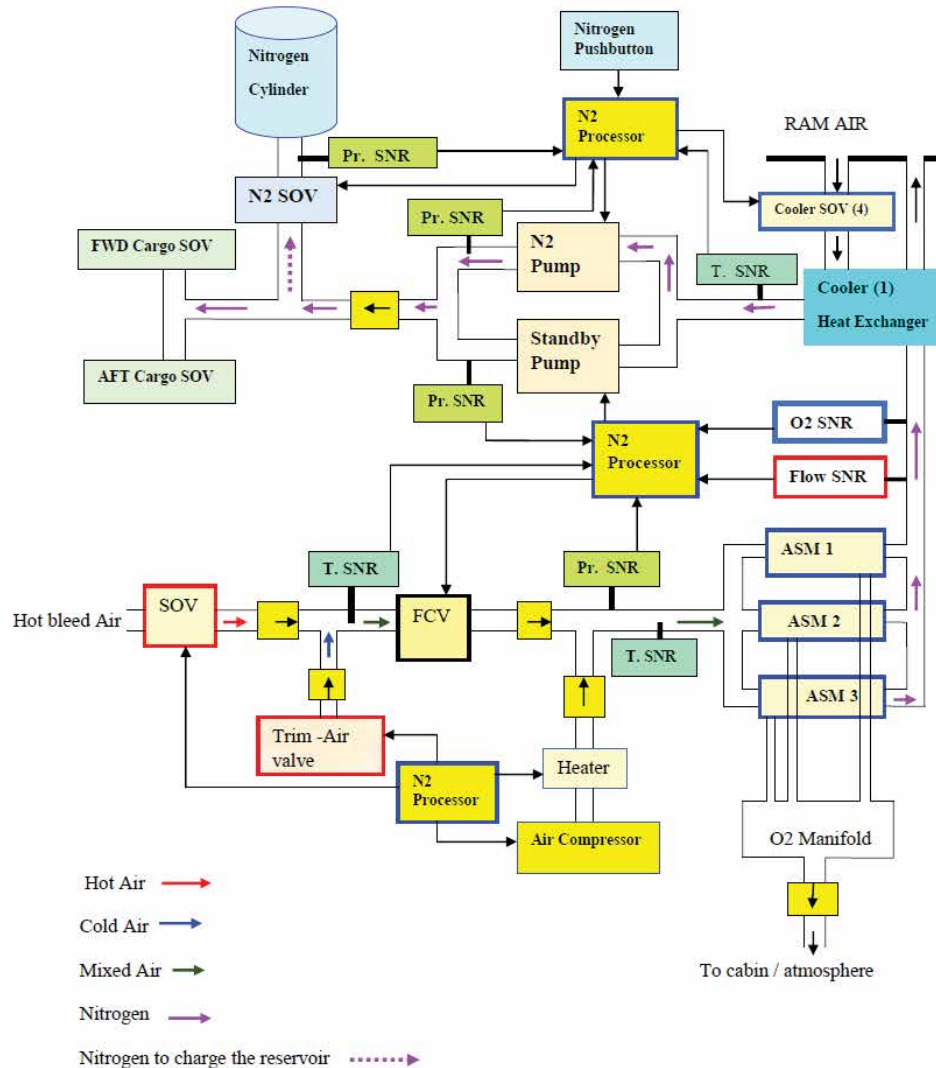 Nitrogen
Cylinder
Nitrogen
Pushbutton
N2
Processor
RAM AIR
Pr. SNR
N2 SOV
Pr. SNR
Cooler SOV (4)
FWD Cargo SOV
N2
Pump
T. SNR
Cooler (1)
Heat Exchanger
Standby
Pump
AFT Cargo SOV
Pr. SNR
N2
Processor
O2 SNR
Flow SNR
ASM 1
T. SNR
Pr. SNR
SOV
Hot bleed Air
FCV
ASM 2
T. SNR
ASM 3
Trim -Air
valve
Heater
N2
Processor
Air Compressor
O2 Manifold
Hot Air
Cold Air
Mixed Air
To cabin / atmosphere
Nitrogen
Nitrogen to charge the reservoir